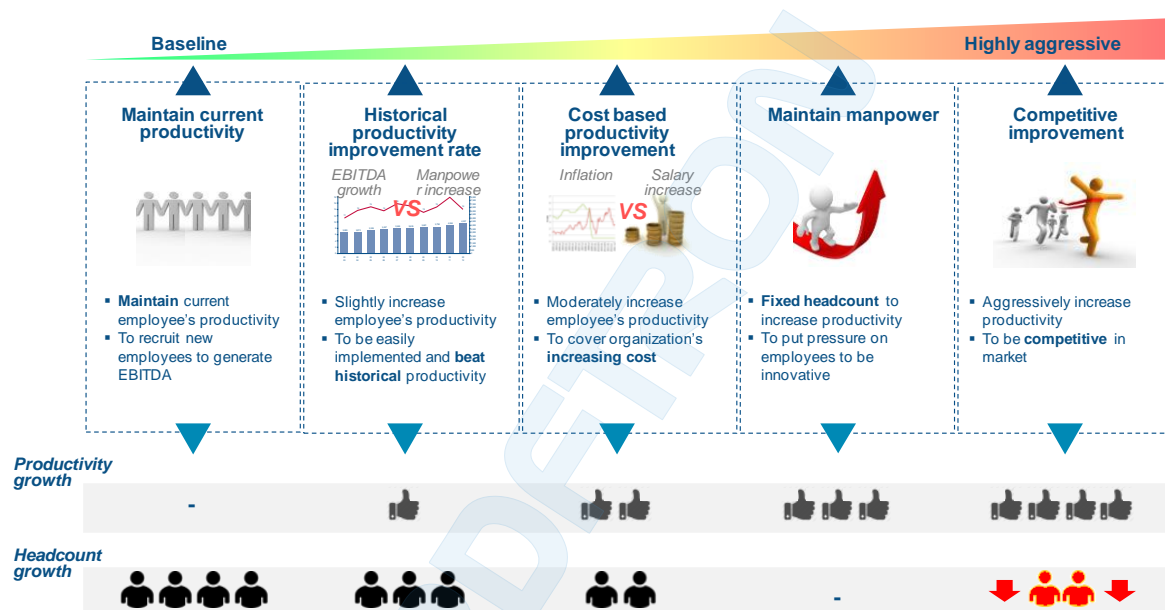 Baseline
Highly aggressive
Maintain current
productivity
Historical
productivity
improvement rate
EBITDA
growth
Manpowe
r increase
VS
Cost based
productivity
improvement
Inflation
Salary
increase
VS
Maintain manpower
Competitive
improvement
▪ Maintain current
employee's productivity
▪ To recruit new
employees to generate
EBITDA
▪ Slightly increase
employee's productivity
▪ To be easily
implemented and beat
historical productivity
▪ Moderately increase
employee's productivity
▪ To cover organization's
increasing cost
▪ Fixed headcount to
increase productivity
▪ To put pressure on
employees to be
innovative
▪ Aggressively increase
productivity
▪ To be competitive in
market
Productivity
growth
-
Headcount
growth
-
PDFTRON